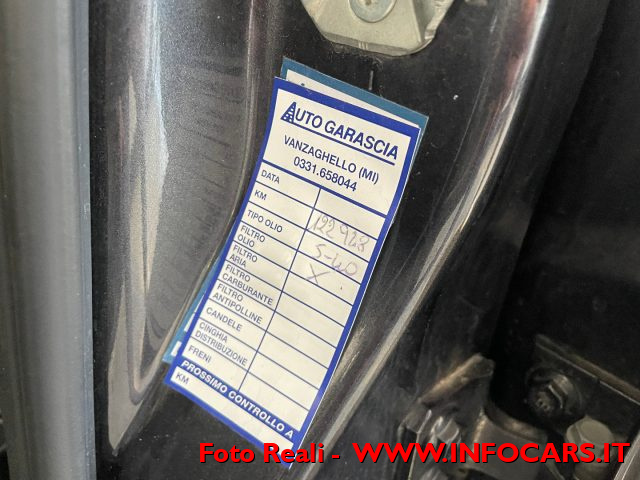 AUTO GARASCIA
VANZAGHELLO (MI)
0331.658044
DATA
KM 122928
TIPO OLIO 5-40
FILTRO OLIO X
FILTRO ARIA
FILTRO CARBURANTE
FILTRO ANTIPOLLINE
CANDELE
CINGHIA DISTRIBUZIONE
FRENI
PROSSIMO CONTROLLO A
KM
Foto Reali - WWW.INFOCARS.IT